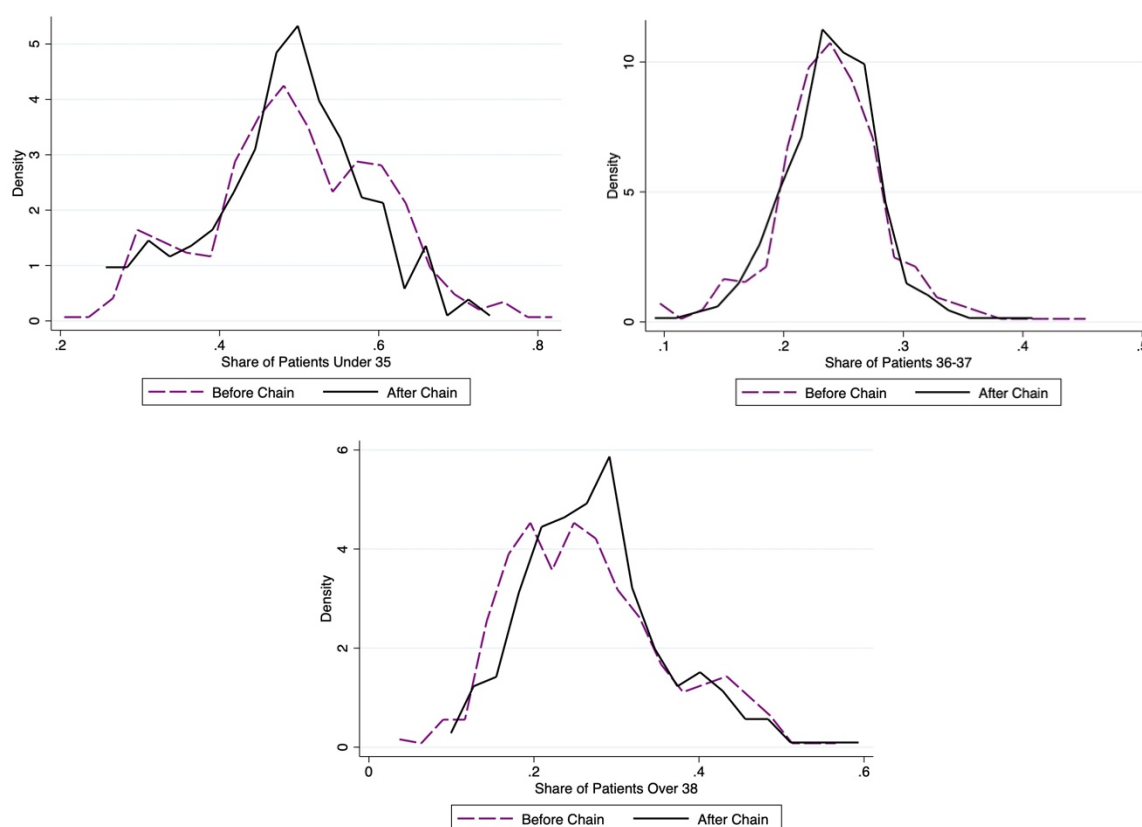 5
4
3
2
1
0
Density
.2 .4 .6 .8
Share of Patients Under 35
Before Chain After Chain
10
5
0
Density
.1 .2 .3 .4 .5
Share of Patients 36-37
Before Chain After Chain
6
4
2
0
Density
0 .2 .4 .6
Share of Patients Over 38
Before Chain After Chain